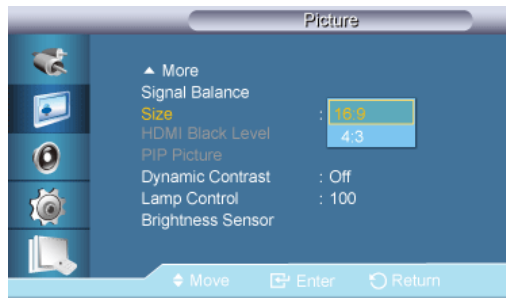 Picture
▲ More
Signal Balance
Size : 16:9
4:3
HDMI Black Level
PIP Picture
Dynamic Contrast : Off
Lamp Control : 100
Brightness Sensor
Move Enter Return